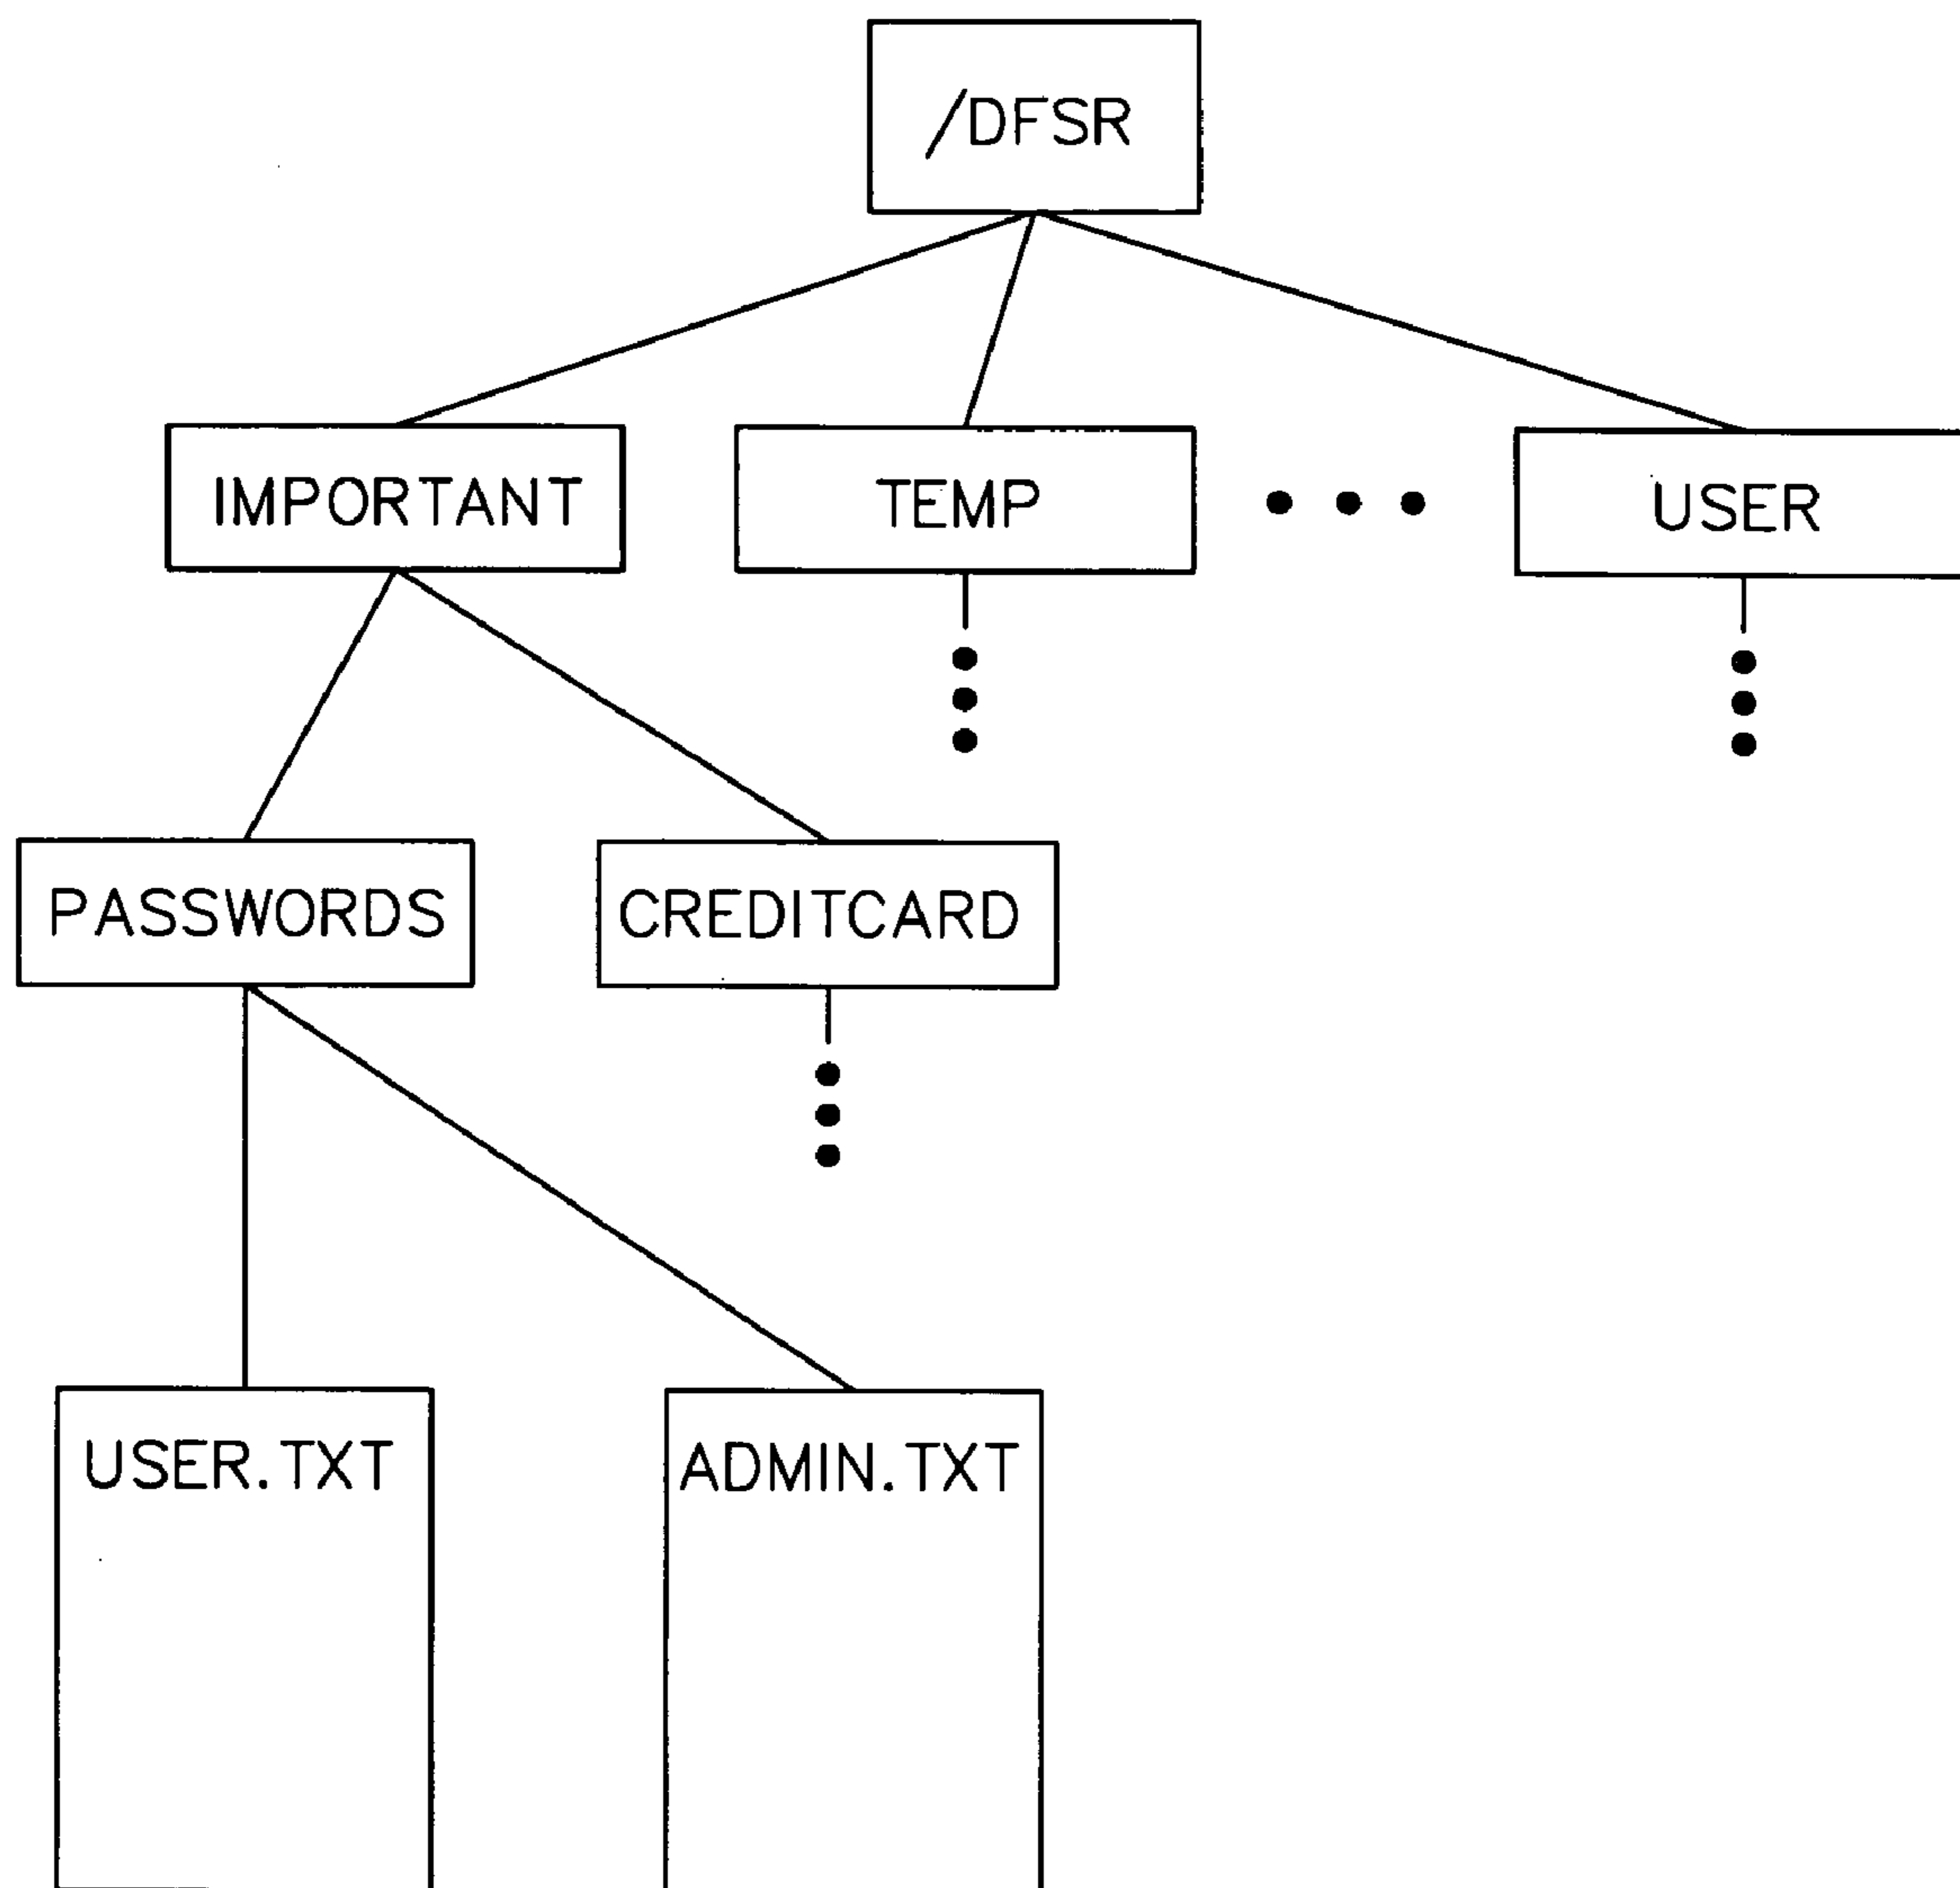 /DFSR
IMPORTANT
TEMP
USER
PASSWORDS
CREDITCARD
USER.TXT
ADMIN.TXT